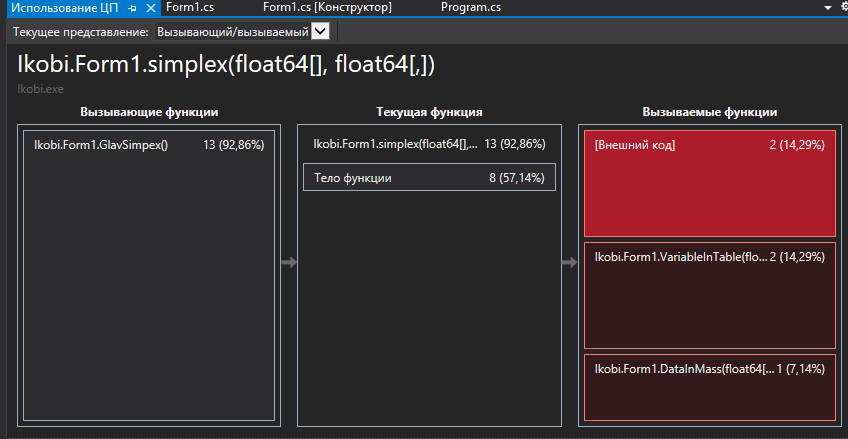 Использование ЦП Form1.cs Form1.cs [Конструктор] Program.cs
Текущее представление: Вызывающий/вызываемый
Ikobi.Form1.simplex(float64[], float64[,])
Ikobi.exe
Вызывающие функции Текущая функция Вызываемые функции
Ikobi.Form1.GlavSimpex() 13 (92,86%) Ikobi.Form1.simplex(float64[],... 13 (92,86%) [Внешний код] 2 (14,29%)
Тело функции 8 (57,14%)
Ikobi.Form1.VariableInTable(flo... 2 (14,29%)
Ikobi.Form1.DataInMass(float64[... 1 (7,14%)